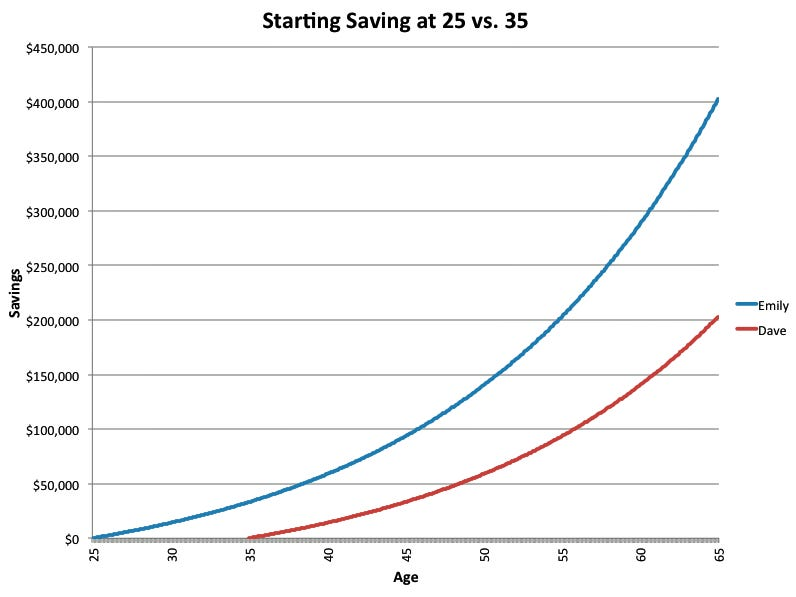 Starting Saving at 25 vs. 35
$450,000
$400,000
$350,000
$300,000
$250,000
$200,000
$150,000
$100,000
$50,000
$0
Savings
25 30 35 40 45 50 55 60 65
Age
Emily
Dave